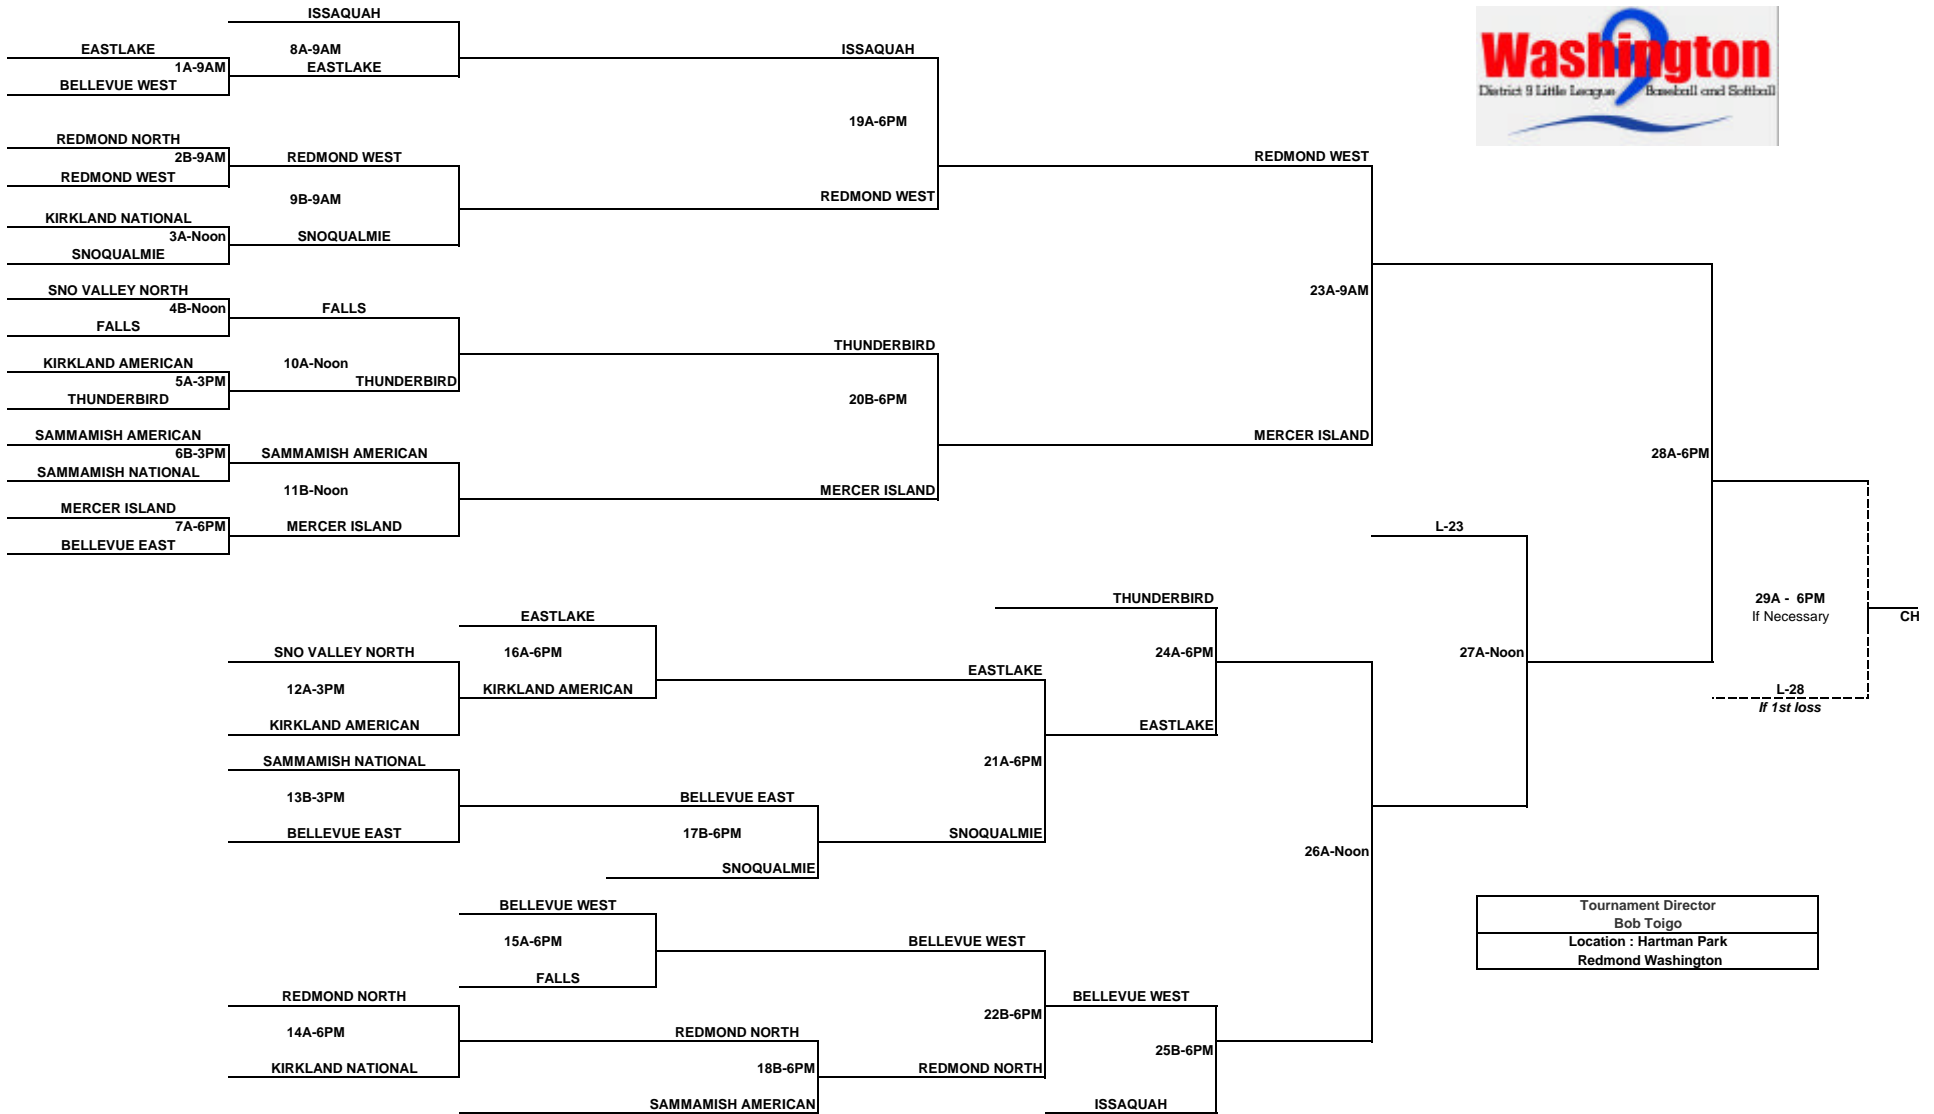 ISSAQUAH
EASTLAKE
8A-9AM
ISSAQUAH
1A-9AM
EASTLAKE
BELLEVUE WEST
Washington
District 9 Little League
Baseball and Softball
19A-6PM
REDMOND NORTH
2B-9AM
REDMOND WEST
REDMOND WEST
REDMOND WEST
9B-9AM
REDMOND WEST
KIRKLAND NATIONAL
3A-Noon
SNOQUALMIE
SNOQUALMIE
SNO VALLEY NORTH
4B-Noon
FALLS
FALLS
23A-9AM
THUNDERBIRD
KIRKLAND AMERICAN
10A-Noon
5A-3PM
THUNDERBIRD
THUNDERBIRD
20B-6PM
SAMMAMISH AMERICAN
MERCER ISLAND
6B-3PM
SAMMAMISH AMERICAN
28A-6PM
SAMMAMISH NATIONAL
11B-Noon
MERCER ISLAND
MERCER ISLAND
7A-6PM
MERCER ISLAND
L-23
BELLEVUE EAST
THUNDERBIRD
29A - 6PM
If Necessary
CH
EASTLAKE
SNO VALLEY NORTH
16A-6PM
24A-6PM
27A-Noon
EASTLAKE
12A-3PM
KIRKLAND AMERICAN
L-28
If 1st loss
KIRKLAND AMERICAN
EASTLAKE
SAMMAMISH NATIONAL
21A-6PM
13B-3PM
BELLEVUE EAST
BELLEVUE EAST
17B-6PM
SNOQUALMIE
26A-Noon
SNOQUALMIE
BELLEVUE WEST
Tournament Director
Bob Toigo
Location : Hartman Park
Redmond Washington
15A-6PM
BELLEVUE WEST
FALLS
REDMOND NORTH
BELLEVUE WEST
22B-6PM
14A-6PM
REDMOND NORTH
25B-6PM
KIRKLAND NATIONAL
18B-6PM
REDMOND NORTH
SAMMAMISH AMERICAN
ISSAQUAH